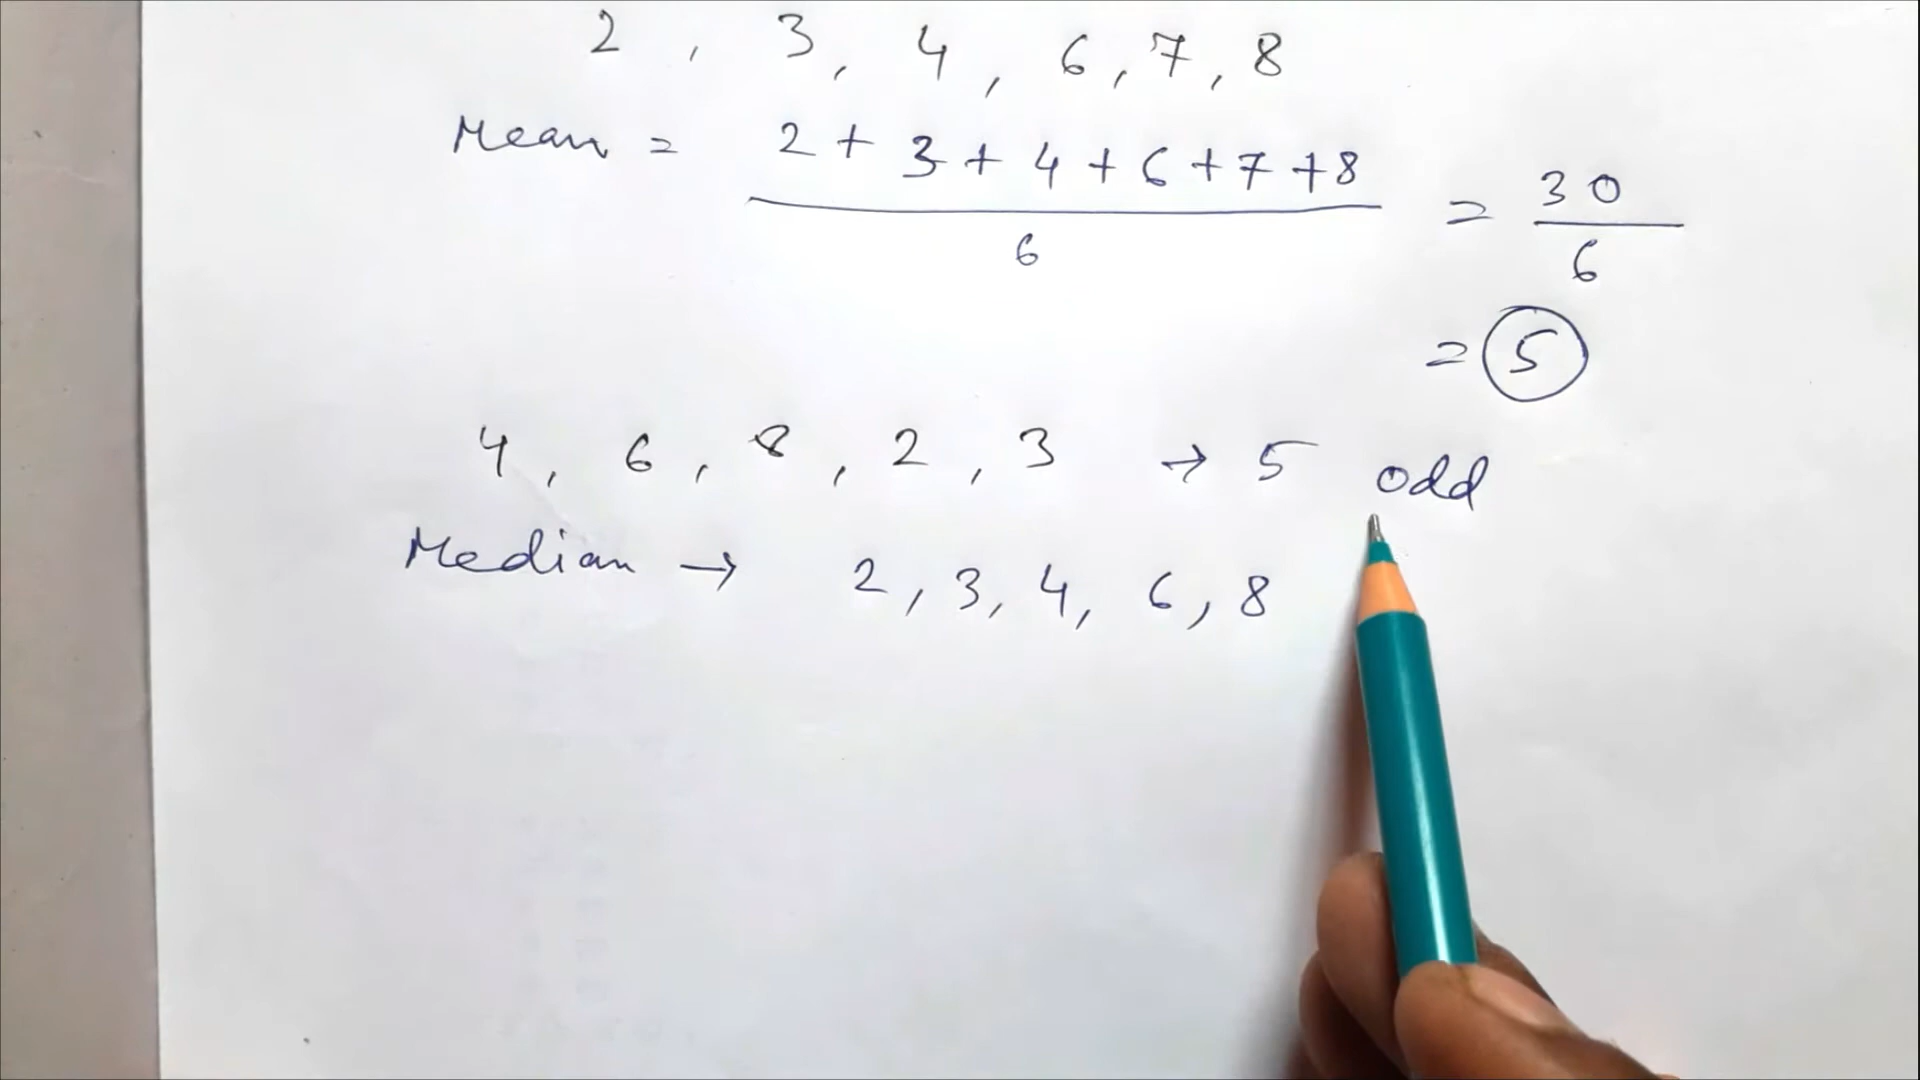 2, 3, 4, 6, 7, 8
Mean = 2 + 3 + 4 + 6 + 7 + 8
= 30
6
6
= 5
4, 6, 8, 2, 3 → 5 odd
Median → 2, 3, 4, 6, 8